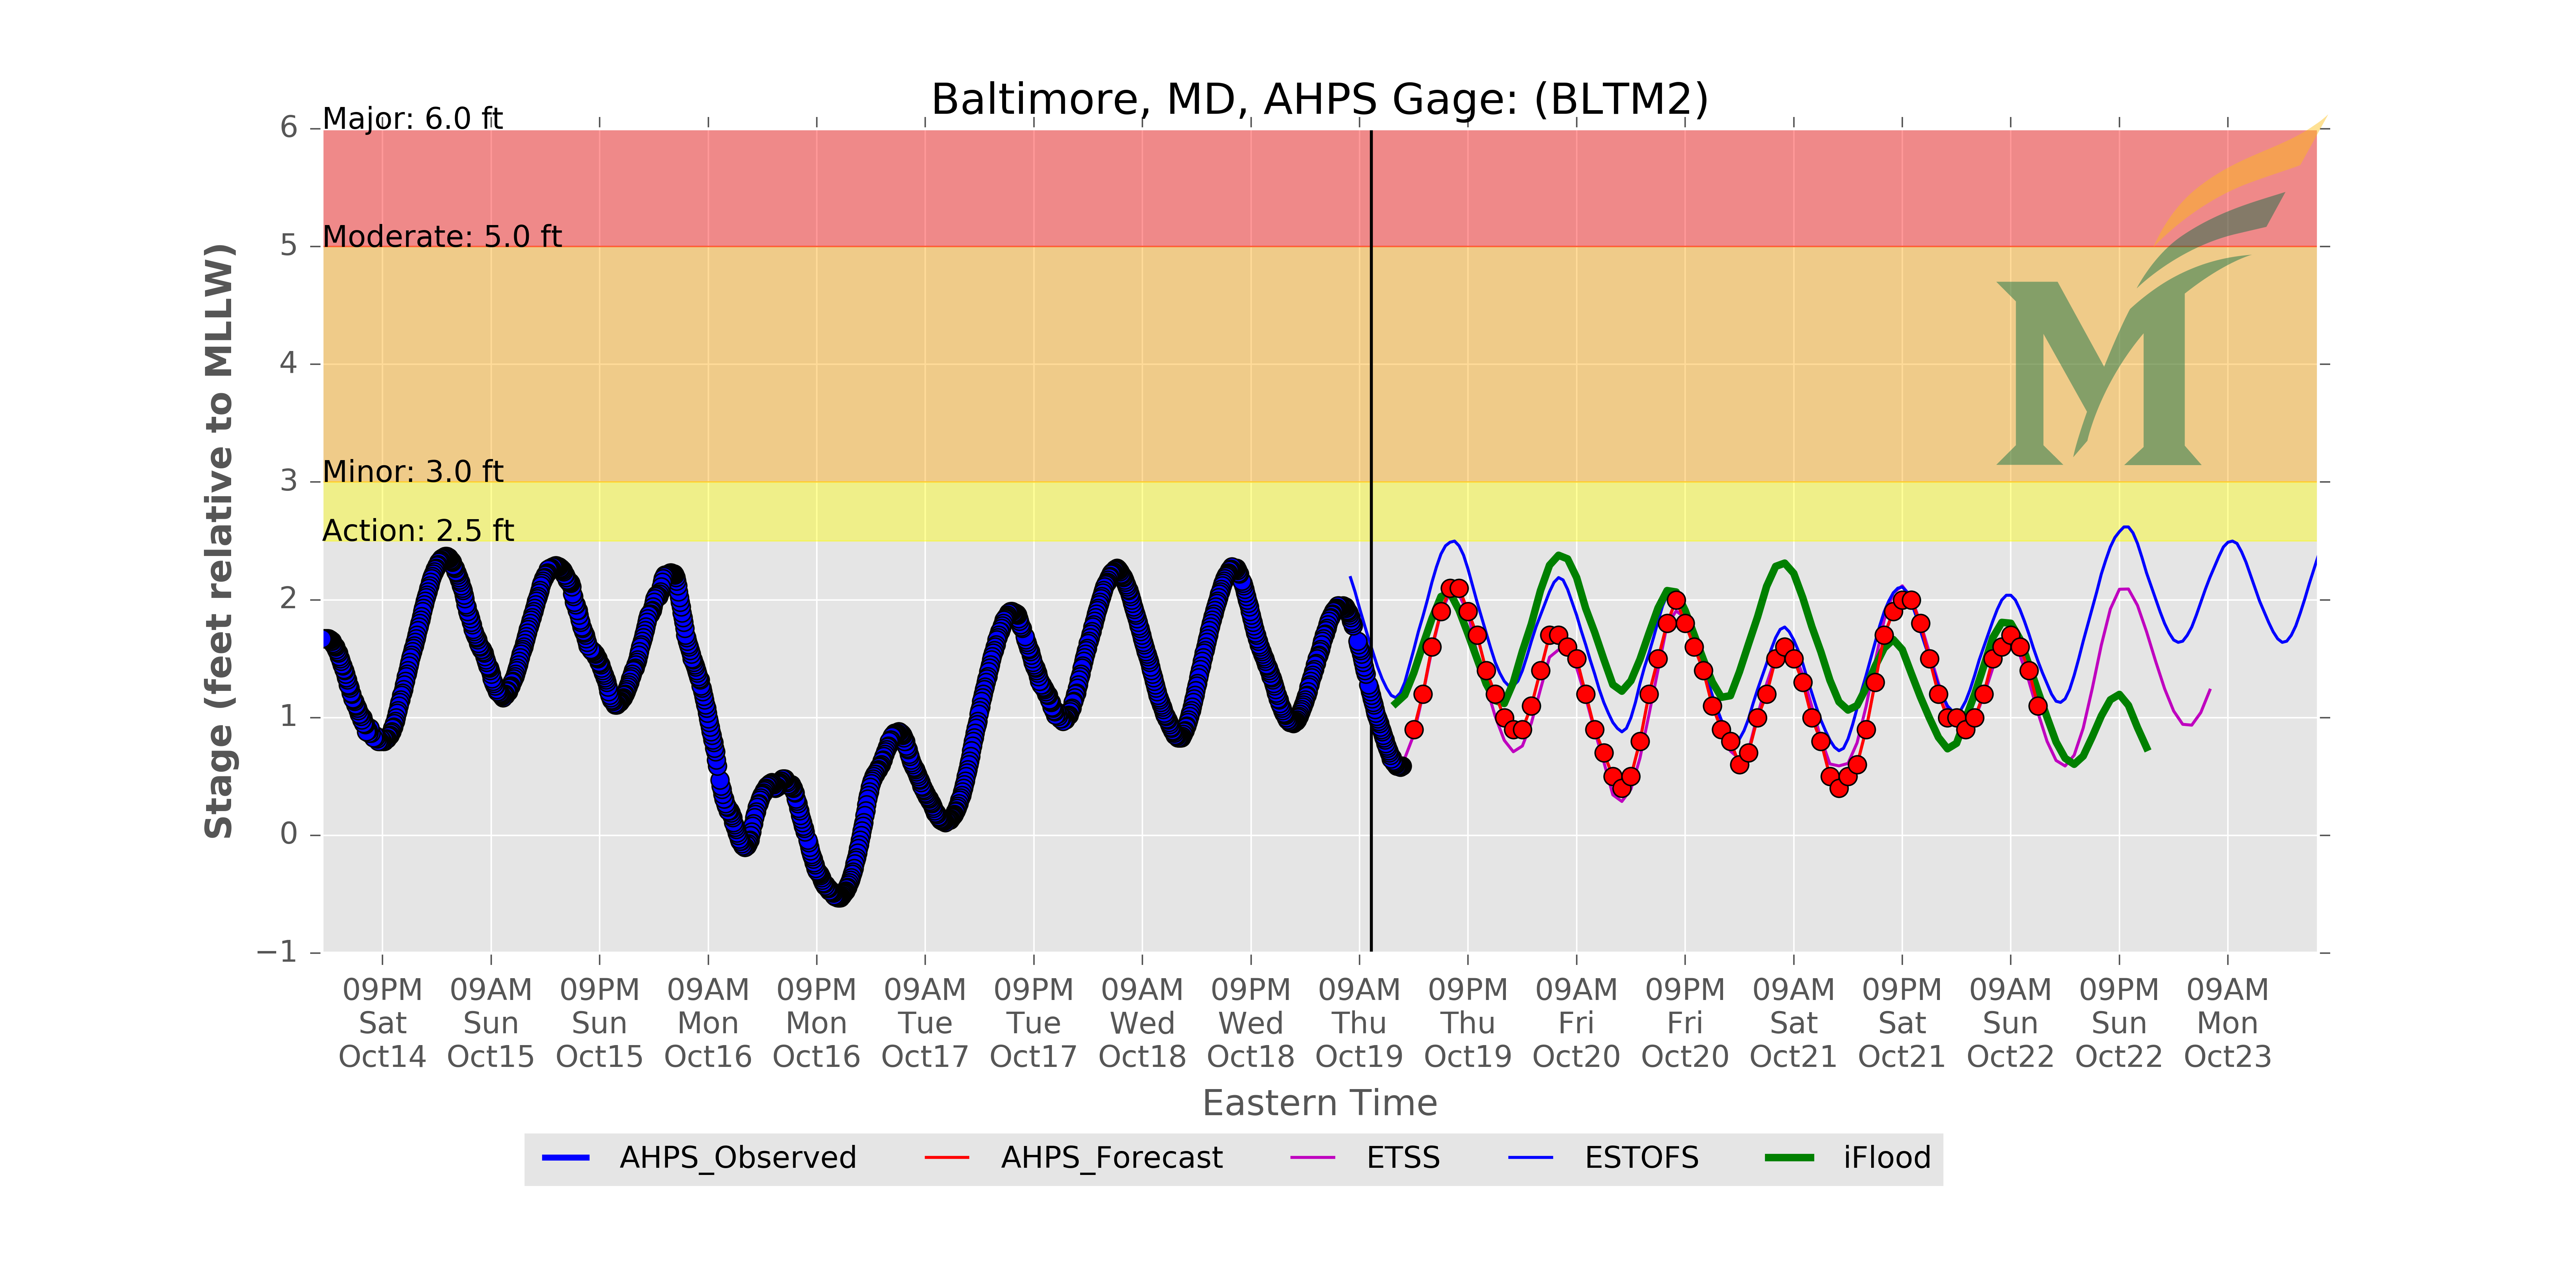 Baltimore, MD, AHPS Gage: (BLTM2)
Major: 6.0 ft
Moderate: 5.0 ft
Minor: 3.0 ft
Action: 2.5 ft
6
5
4
3
2
1
0
−1
Stage (feet relative to MLLW)
09PM 09AM 09PM 09AM 09PM 09AM 09PM 09AM 09PM 09AM 09PM 09AM 09PM 09AM 09PM 09AM 09PM 09AM
Sat Sun Sun Mon Mon Tue Tue Wed Wed Thu Thu Fri Fri Sat Sat Sun Sun Mon
Oct14 Oct15 Oct15 Oct16 Oct16 Oct17 Oct17 Oct18 Oct18 Oct19 Oct19 Oct20 Oct20 Oct21 Oct21 Oct22 Oct22 Oct23
Eastern Time
AHPS_Observed AHPS_Forecast ETSS ESTOFS iFlood
M